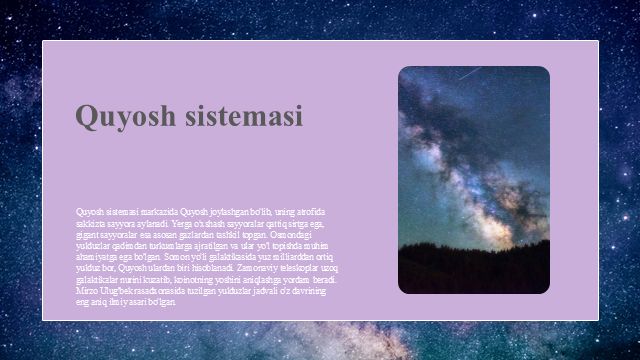 Quyosh sistemasi
Quyosh sistemasi markazida Quyosh joylashgan bo'lib, uning atrofida
sakkizta sayyora aylanadi. Yerga o'xshash sayyoralar qattiq sirtga ega,
gigant sayyoralar esa asosan gazlardan tashkil topgan. Osmondagi
yulduzlar qadimdan turkumlarga ajratilgan va ular yo'l topishda muhim
ahamiyatga ega bo'lgan. Somon yo'li galaktikasida yuz milliarddan ortiq
yulduz bor, Quyosh ulardan biri hisoblanadi. Zamonaviy teleskoplar uzoq
galaktikalar nurini kuzatib, koinotning yoshini aniqlashga yordam beradi.
Mirzo Ulug'bek rasadxonasida tuzilgan yulduzlar jadvali o'z davrining
eng aniq ilmiy asari bo'lgan.